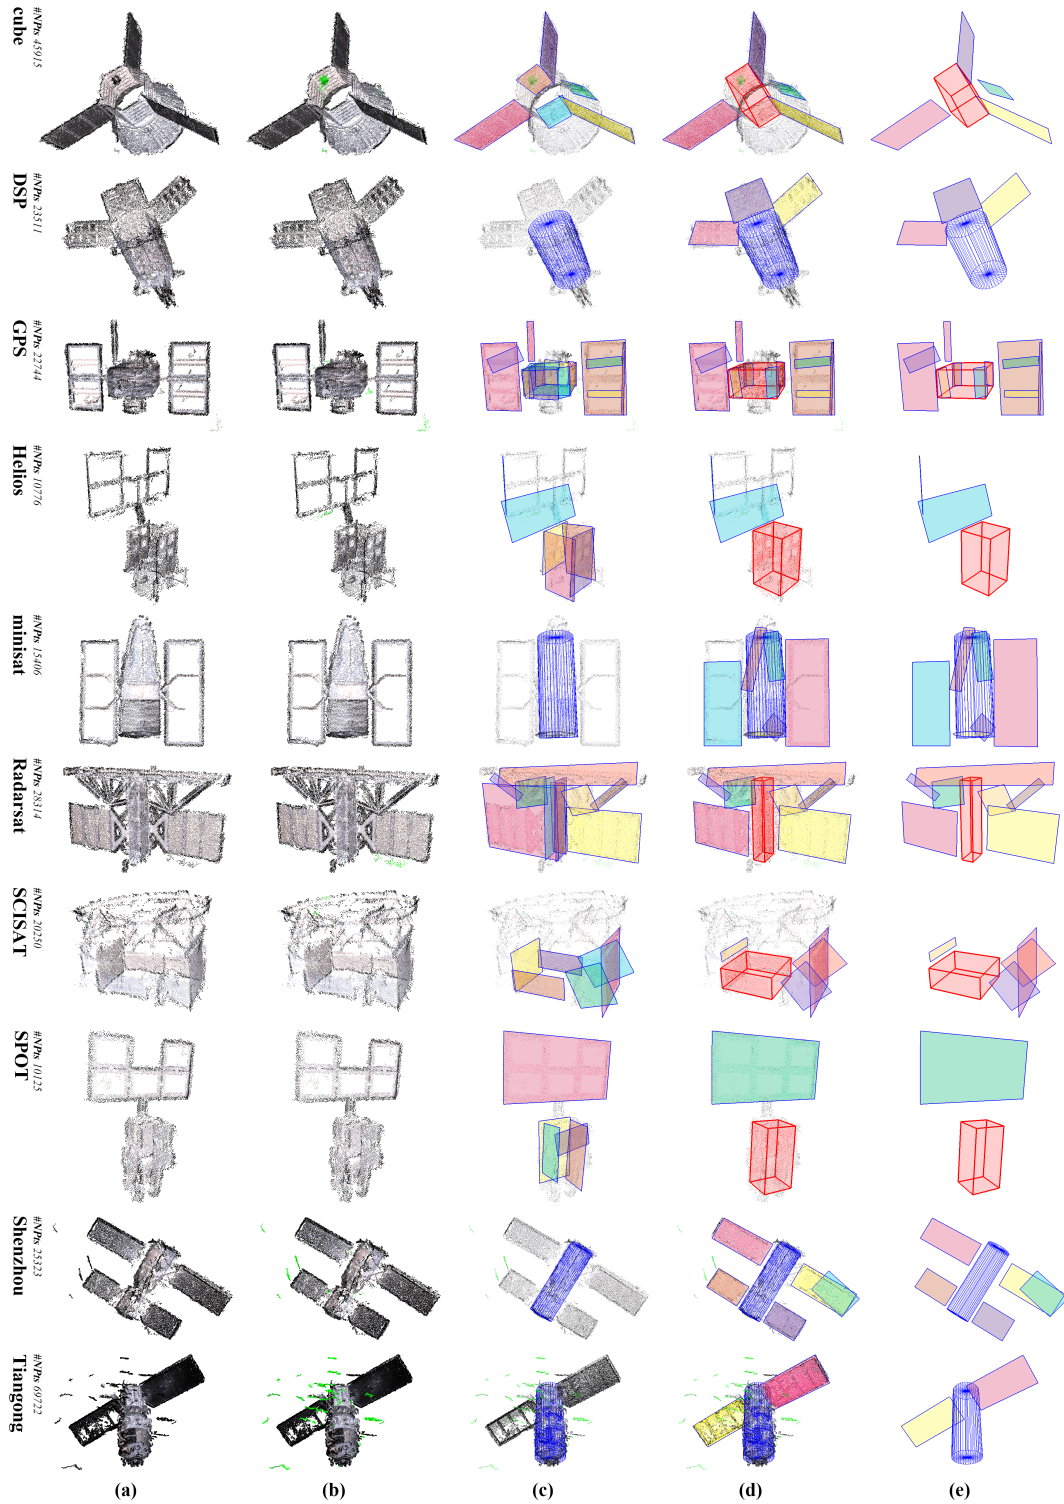 cube
#NPts 45915
DSP
#NPts 23511
GPS
#NPts 22744
Helios
#NPts 10776
minisat
#NPts 15406
Radarsat
#NPts 28314
SCISAT
#NPts 20250
SPOT
#NPts 10125
Shenzhou
#NPts 25323
Tiangong
#NPts 69722
(a)
(b)
(c)
(d)
(e)